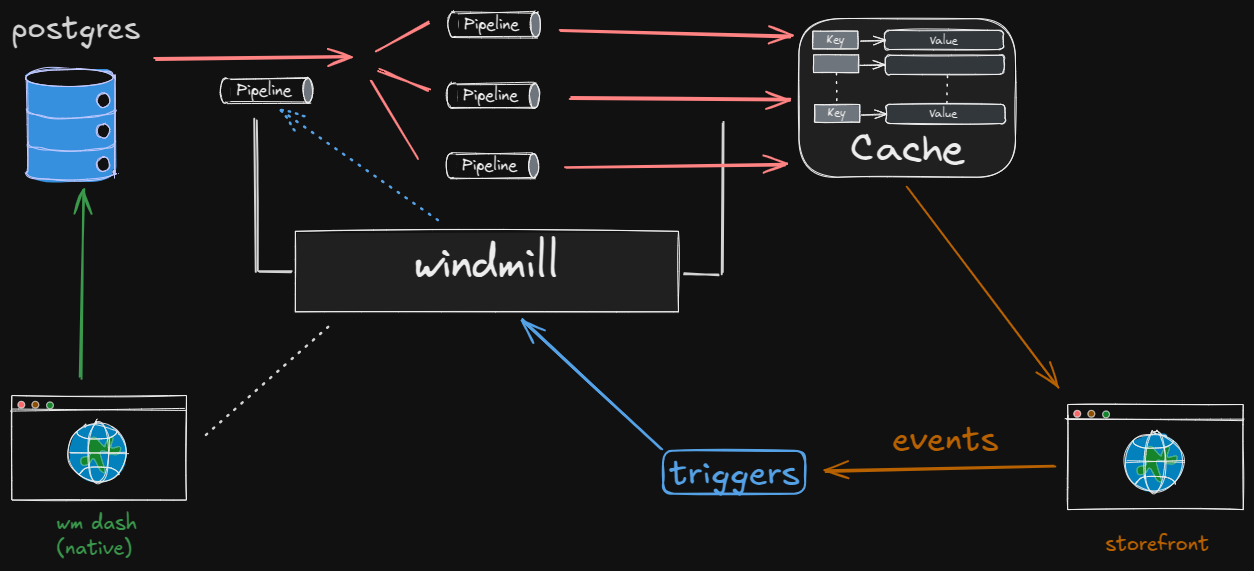 postgres
Pipeline
Pipeline
Pipeline
Pipeline
Key
Value
Key
Value
Cache
windmill
triggers
events
wm dash
(native)
storefront